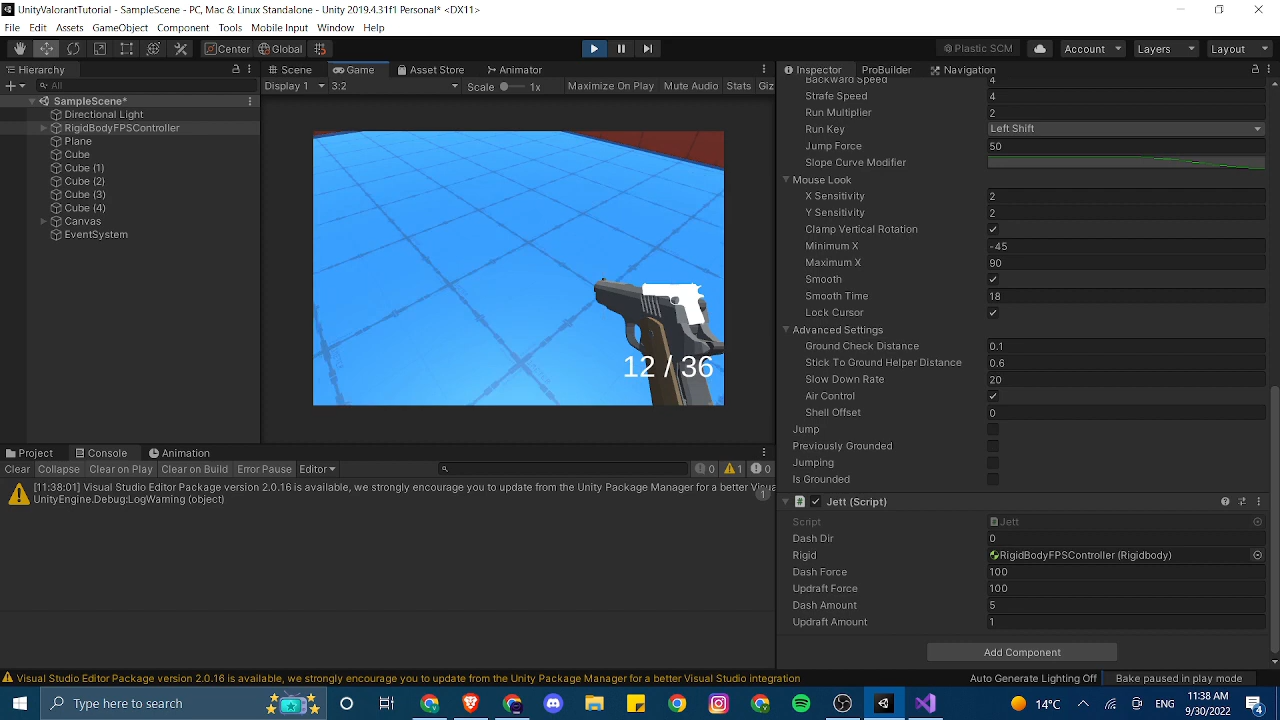 UnityValorantTutorial - SampleScene - PC, Mac & Linux Standalone - Unity 2019.4.31f1 Personal* <DX11>
File Edit Assets GameObject Component Tools Mobile Input Window Help
Center Global Plastic SCM Account Layers Layout
Hierarchy Scene Game Asset Store Animator Inspector ProBuilder Navigation
All Display 1 3:2 Scale 1x Maximize On Play Mute Audio Stats Giz
SampleScene*
Directional Light
RigidBodyFPSController
Plane
Cube
Cube (1)
Cube (2)
Cube (3)
Cube (4)
Canvas
EventSystem
12 / 36
Backward Speed 4
Strafe Speed 4
Run Multiplier 2
Run Key Left Shift
Jump Force 50
Slope Curve Modifier
Mouse Look
X Sensitivity 2
Y Sensitivity 2
Clamp Vertical Rotation
Minimum X -45
Maximum X 90
Smooth
Smooth Time 18
Lock Cursor
Advanced Settings
Ground Check Distance 0.1
Stick To Ground Helper Distance 0.6
Slow Down Rate 20
Air Control
Shell Offset 0
Jump
Previously Grounded
Jumping
Is Grounded
Jett (Script)
Script Jett
Dash Dir 0
Rigid RigidBodyFPSController (Rigidbody)
Dash Force 100
Updraft Force 100
Dash Amount 5
Updraft Amount 1
Add Component
Project Console Animation
Clear Collapse Clear on Play Clear on Build Error Pause Editor 0 1 0
[11:38:01] Visual Studio Editor Package version 2.0.16 is available, we strongly encourage you to update from the Unity Package Manager for a better Visua
UnityEngine.Debug:LogWarning (object) 1
Visual Studio Editor Package version 2.0.16 is available, we strongly encourage you to update from the Unity Package Manager for a better Visual Studio integration
Auto Generate Lighting Off Bake paused in play mode
Type here to search 14°C ENG 11:38 AM
9/30/2022 4